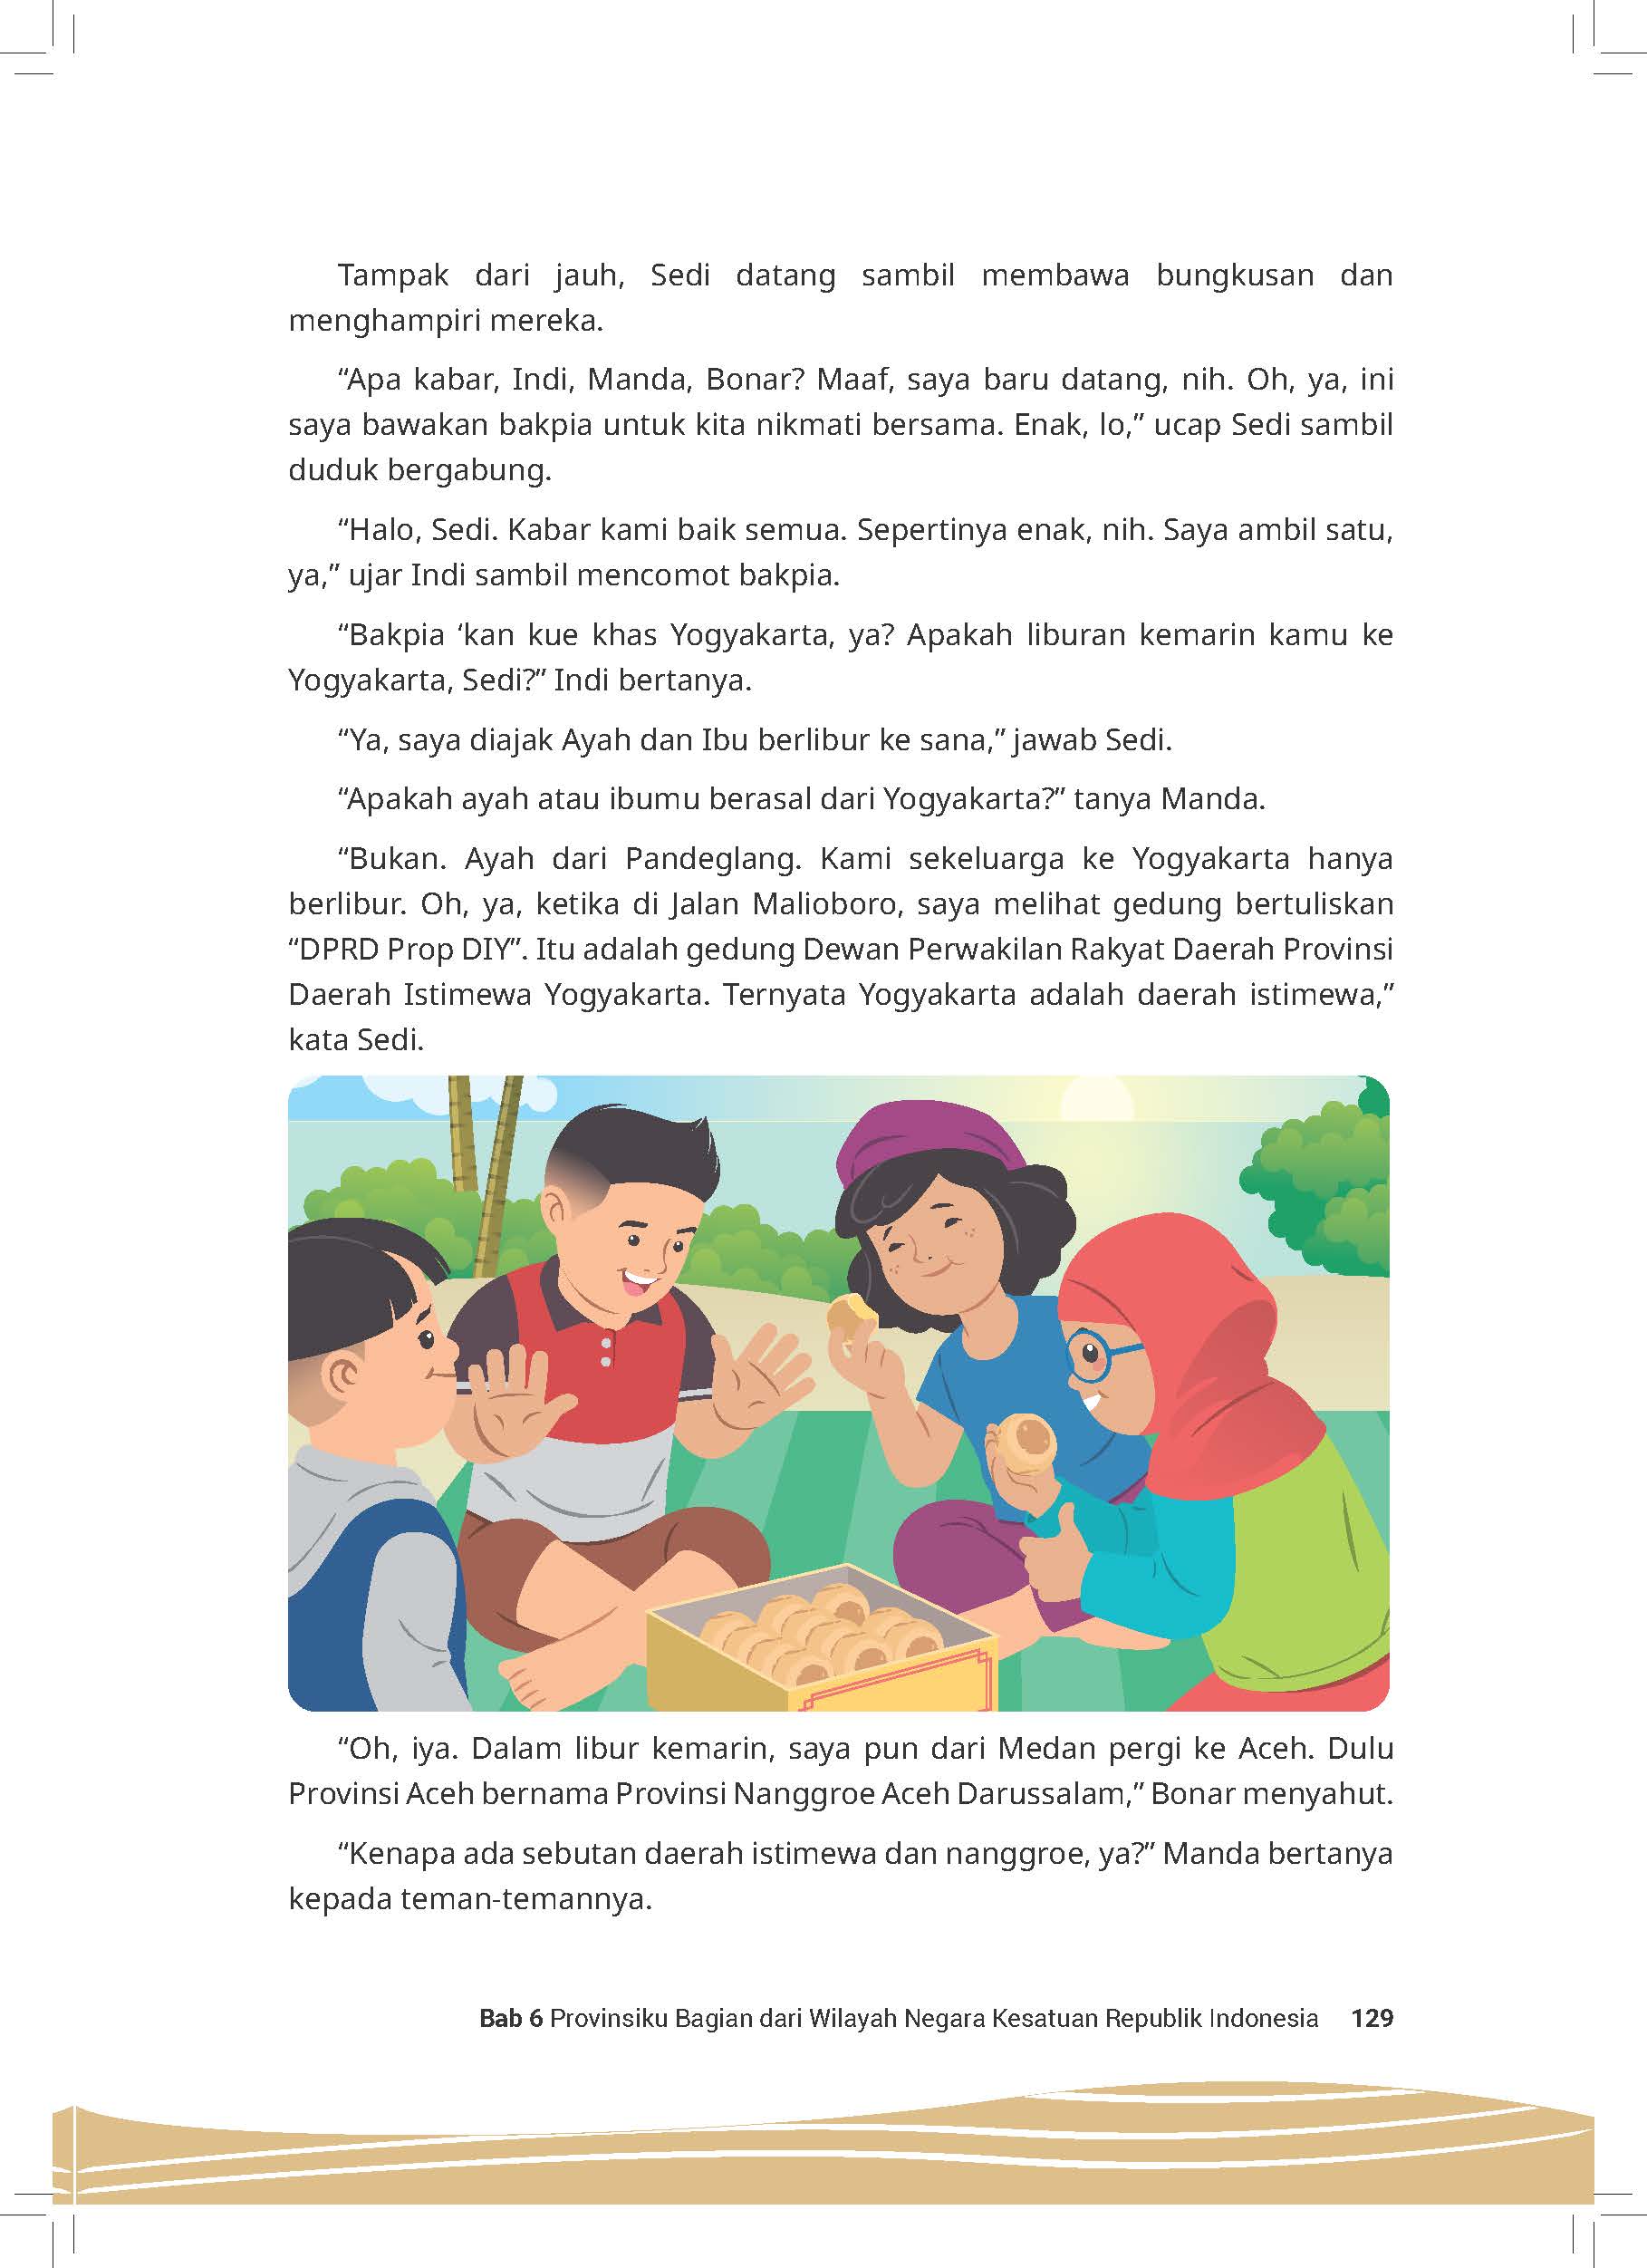 Tampak dari jauh, Sedi datang sambil membawa bungkusan dan
menghampiri mereka.
“Apa kabar, Indi, Manda, Bonar? Maaf, saya baru datang, nih. Oh, ya, ini
saya bawakan bakpia untuk kita nikmati bersama. Enak, lo,” ucap Sedi sambil
duduk bergabung.
“Halo, Sedi. Kabar kami baik semua. Sepertinya enak, nih. Saya ambil satu,
ya,” ujar Indi sambil mencomot bakpia.
“Bakpia ‘kan kue khas Yogyakarta, ya? Apakah liburan kemarin kamu ke
Yogyakarta, Sedi?” Indi bertanya.
“Ya, saya diajak Ayah dan Ibu berlibur ke sana,” jawab Sedi.
“Apakah ayah atau ibumu berasal dari Yogyakarta?” tanya Manda.
“Bukan. Ayah dari Pandeglang. Kami sekeluarga ke Yogyakarta hanya
berlibur. Oh, ya, ketika di Jalan Malioboro, saya melihat gedung bertuliskan
“DPRD Prop DIY”. Itu adalah gedung Dewan Perwakilan Rakyat Daerah Provinsi
Daerah Istimewa Yogyakarta. Ternyata Yogyakarta adalah daerah istimewa,”
kata Sedi.
“Oh, iya. Dalam libur kemarin, saya pun dari Medan pergi ke Aceh. Dulu
Provinsi Aceh bernama Provinsi Nanggroe Aceh Darussalam,” Bonar menyahut.
“Kenapa ada sebutan daerah istimewa dan nanggroe, ya?” Manda bertanya
kepada teman-temannya.
Bab 6 Provinsiku Bagian dari Wilayah Negara Kesatuan Republik Indonesia 129